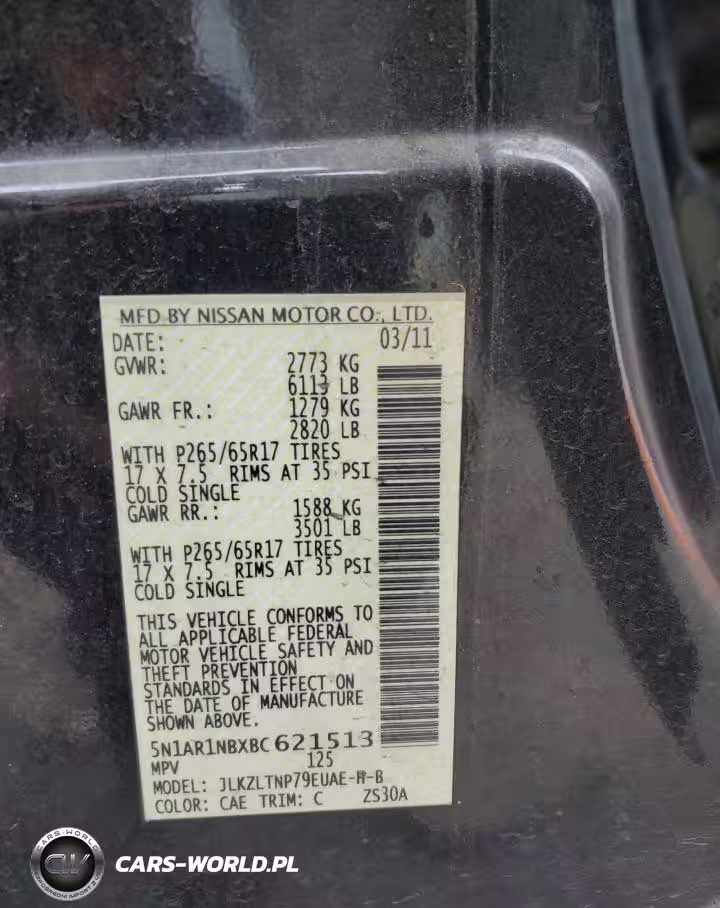 MFD BY NISSAN MOTOR CO., LTD.
DATE: 03/11
GVWR: 2773 KG
6113 LB
GAWR FR.: 1279 KG
2820 LB
WITH P265/65R17 TIRES
17 X 7.5 RIMS AT 35 PSI
COLD SINGLE
GAWR RR.: 1588 KG
3501 LB
WITH P265/65R17 TIRES
17 X 7.5 RIMS AT 35 PSI
COLD SINGLE
THIS VEHICLE CONFORMS TO
ALL APPLICABLE FEDERAL
MOTOR VEHICLE SAFETY AND
THEFT PREVENTION
STANDARDS IN EFFECT ON
THE DATE OF MANUFACTURE
SHOWN ABOVE.
5N1AR1NBXBC621513
MPV 125
MODEL: JLKZLTNP79EUAE-H-B
COLOR: CAE TRIM: C ZS30A
CARS-WORLD
CW
CARS-WORLD.PL